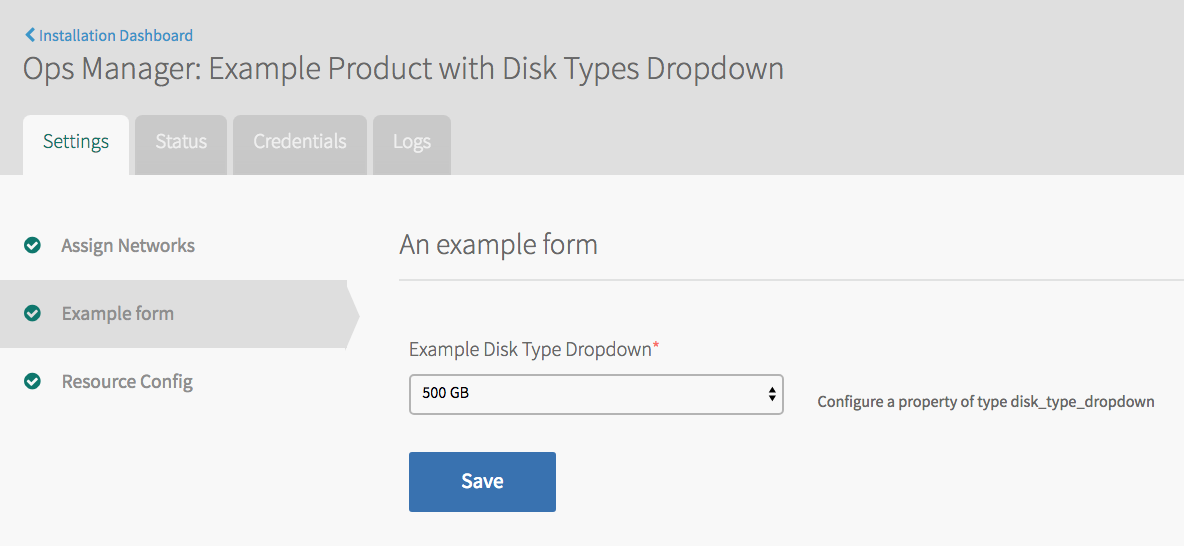 Installation Dashboard
Ops Manager: Example Product with Disk Types Dropdown
Settings
Status
Credentials
Logs
Assign Networks
Example form
Resource Config
An example form
Example Disk Type Dropdown*
500 GB
Configure a property of type disk_type_dropdown
Save